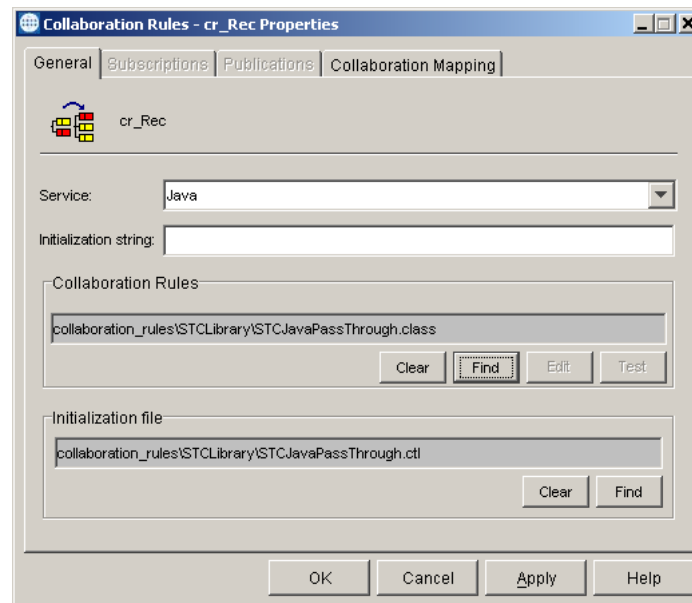 Collaboration Rules - cr_Rec Properties
General Subscriptions Publications Collaboration Mapping
cr_Rec
Service: Java
Initialization string:
Collaboration Rules
collaboration_rules\STCLibrary\STCJavaPassThrough.class
Clear Find Edit Test
Initialization file
collaboration_rules\STCLibrary\STCJavaPassThrough.ctl
Clear Find
OK Cancel Apply Help